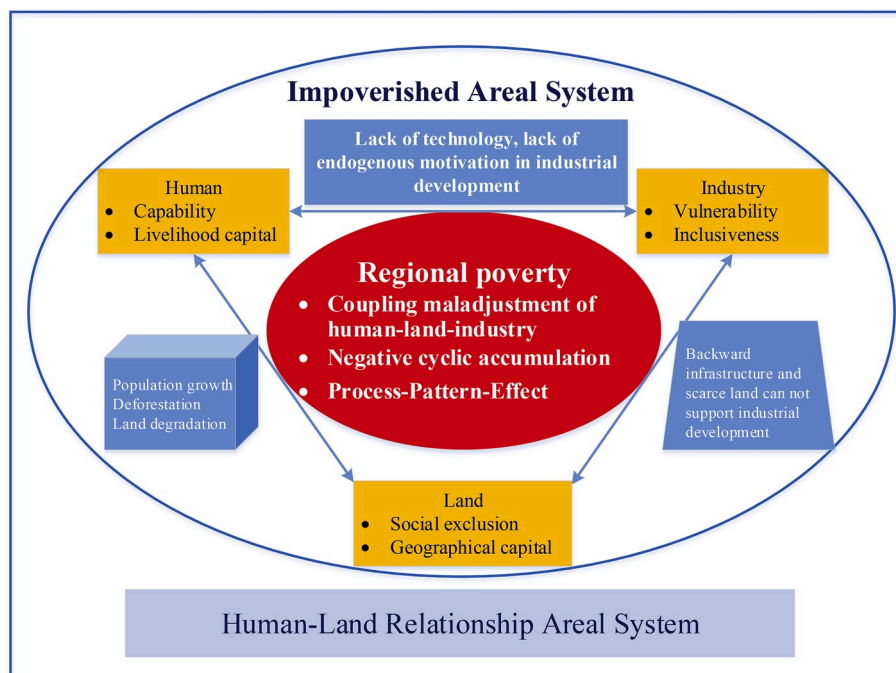 Impoverished Areal System
Lack of technology, lack of
endogenous motivation in industrial
development
Human
• Capability
• Livelihood capital
Industry
• Vulnerability
• Inclusiveness
Regional poverty
• Coupling maladjustment of
human-land-industry
• Negative cyclic accumulation
• Process-Pattern-Effect
Population growth
Deforestation
Land degradation
Backward
infrastructure and
scarce land can not
support industrial
development
Land
• Social exclusion
• Geographical capital
Human-Land Relationship Areal System